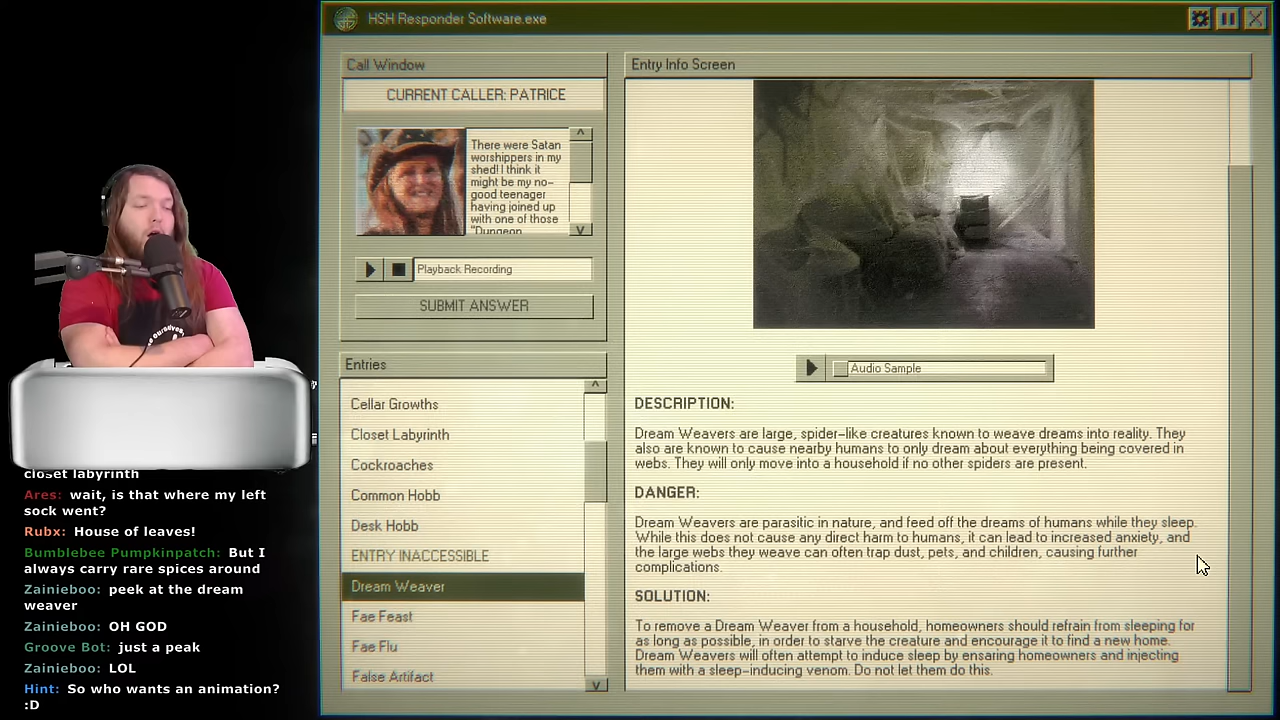 HSH Responder Software.exe
Call Window
Entry Info Screen
CURRENT CALLER: PATRICE
There were Satan
worshippers in my
shed! I think it
might be my no-
good teenager
having joined up
with one of those
"Dungeon
Playback Recording
SUBMIT ANSWER
Entries
Cellar Growths
Closet Labyrinth
Cockroaches
Common Hobb
Desk Hobb
ENTRY INACCESSIBLE
Dream Weaver
Fae Feast
Fae Flu
False Artifact
Audio Sample
DESCRIPTION:
Dream Weavers are large, spider-like creatures known to weave dreams into reality. They
also are known to cause nearby humans to only dream about everything being covered in
webs. They will only move into a household if no other spiders are present.
DANGER:
Dream Weavers are parasitic in nature, and feed off the dreams of humans while they sleep.
While this does not cause any direct harm to humans, it can lead to increased anxiety, and
the large webs they weave can often trap dust, pets, and children, causing further
complications.
SOLUTION:
To remove a Dream Weaver from a household, homeowners should refrain from sleeping for
as long as possible, in order to starve the creature and encourage it to find a new home.
Dream Weavers will often attempt to induce sleep by ensnaring homeowners and injecting
them with a sleep-inducing venom. Do not let them do this.
closet labyrinth
Ares: wait, is that where my left
sock went?
Rubx: House of leaves!
Bumblebee Pumpkinpatch: But I
always carry rare spices around
Zainieboo: peek at the dream
weaver
Zainieboo: OH GOD
Groove Bot: just a peak
Zainieboo: LOL
Hint: So who wants an animation?
:D